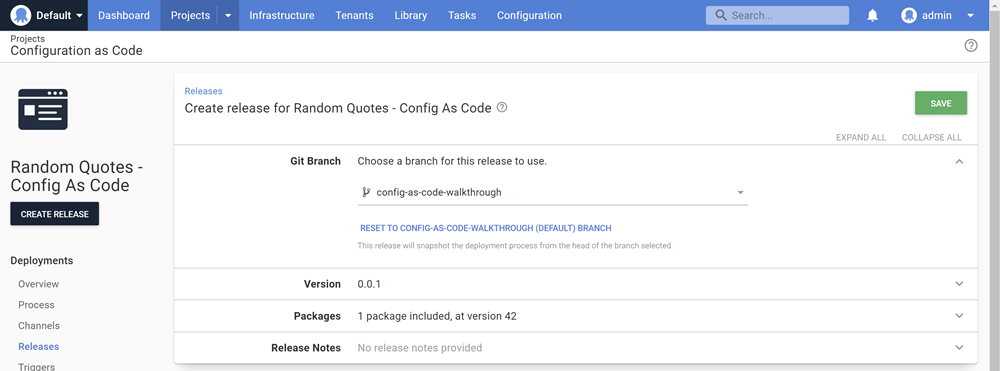 Default Dashboard Projects Infrastructure Tenants Library Tasks Configuration Search... admin
Projects
Configuration as Code
Random Quotes -
Config As Code
CREATE RELEASE
Deployments
Overview
Process
Channels
Releases
Triggers
Releases
Create release for Random Quotes - Config As Code
SAVE
EXPAND ALL COLLAPSE ALL
Git Branch Choose a branch for this release to use.
config-as-code-walkthrough
RESET TO CONFIG-AS-CODE-WALKTHROUGH (DEFAULT) BRANCH
This release will snapshot the deployment process from the head of the branch selected.
Version 0.0.1
Packages 1 package included, at version 42
Release Notes No release notes provided